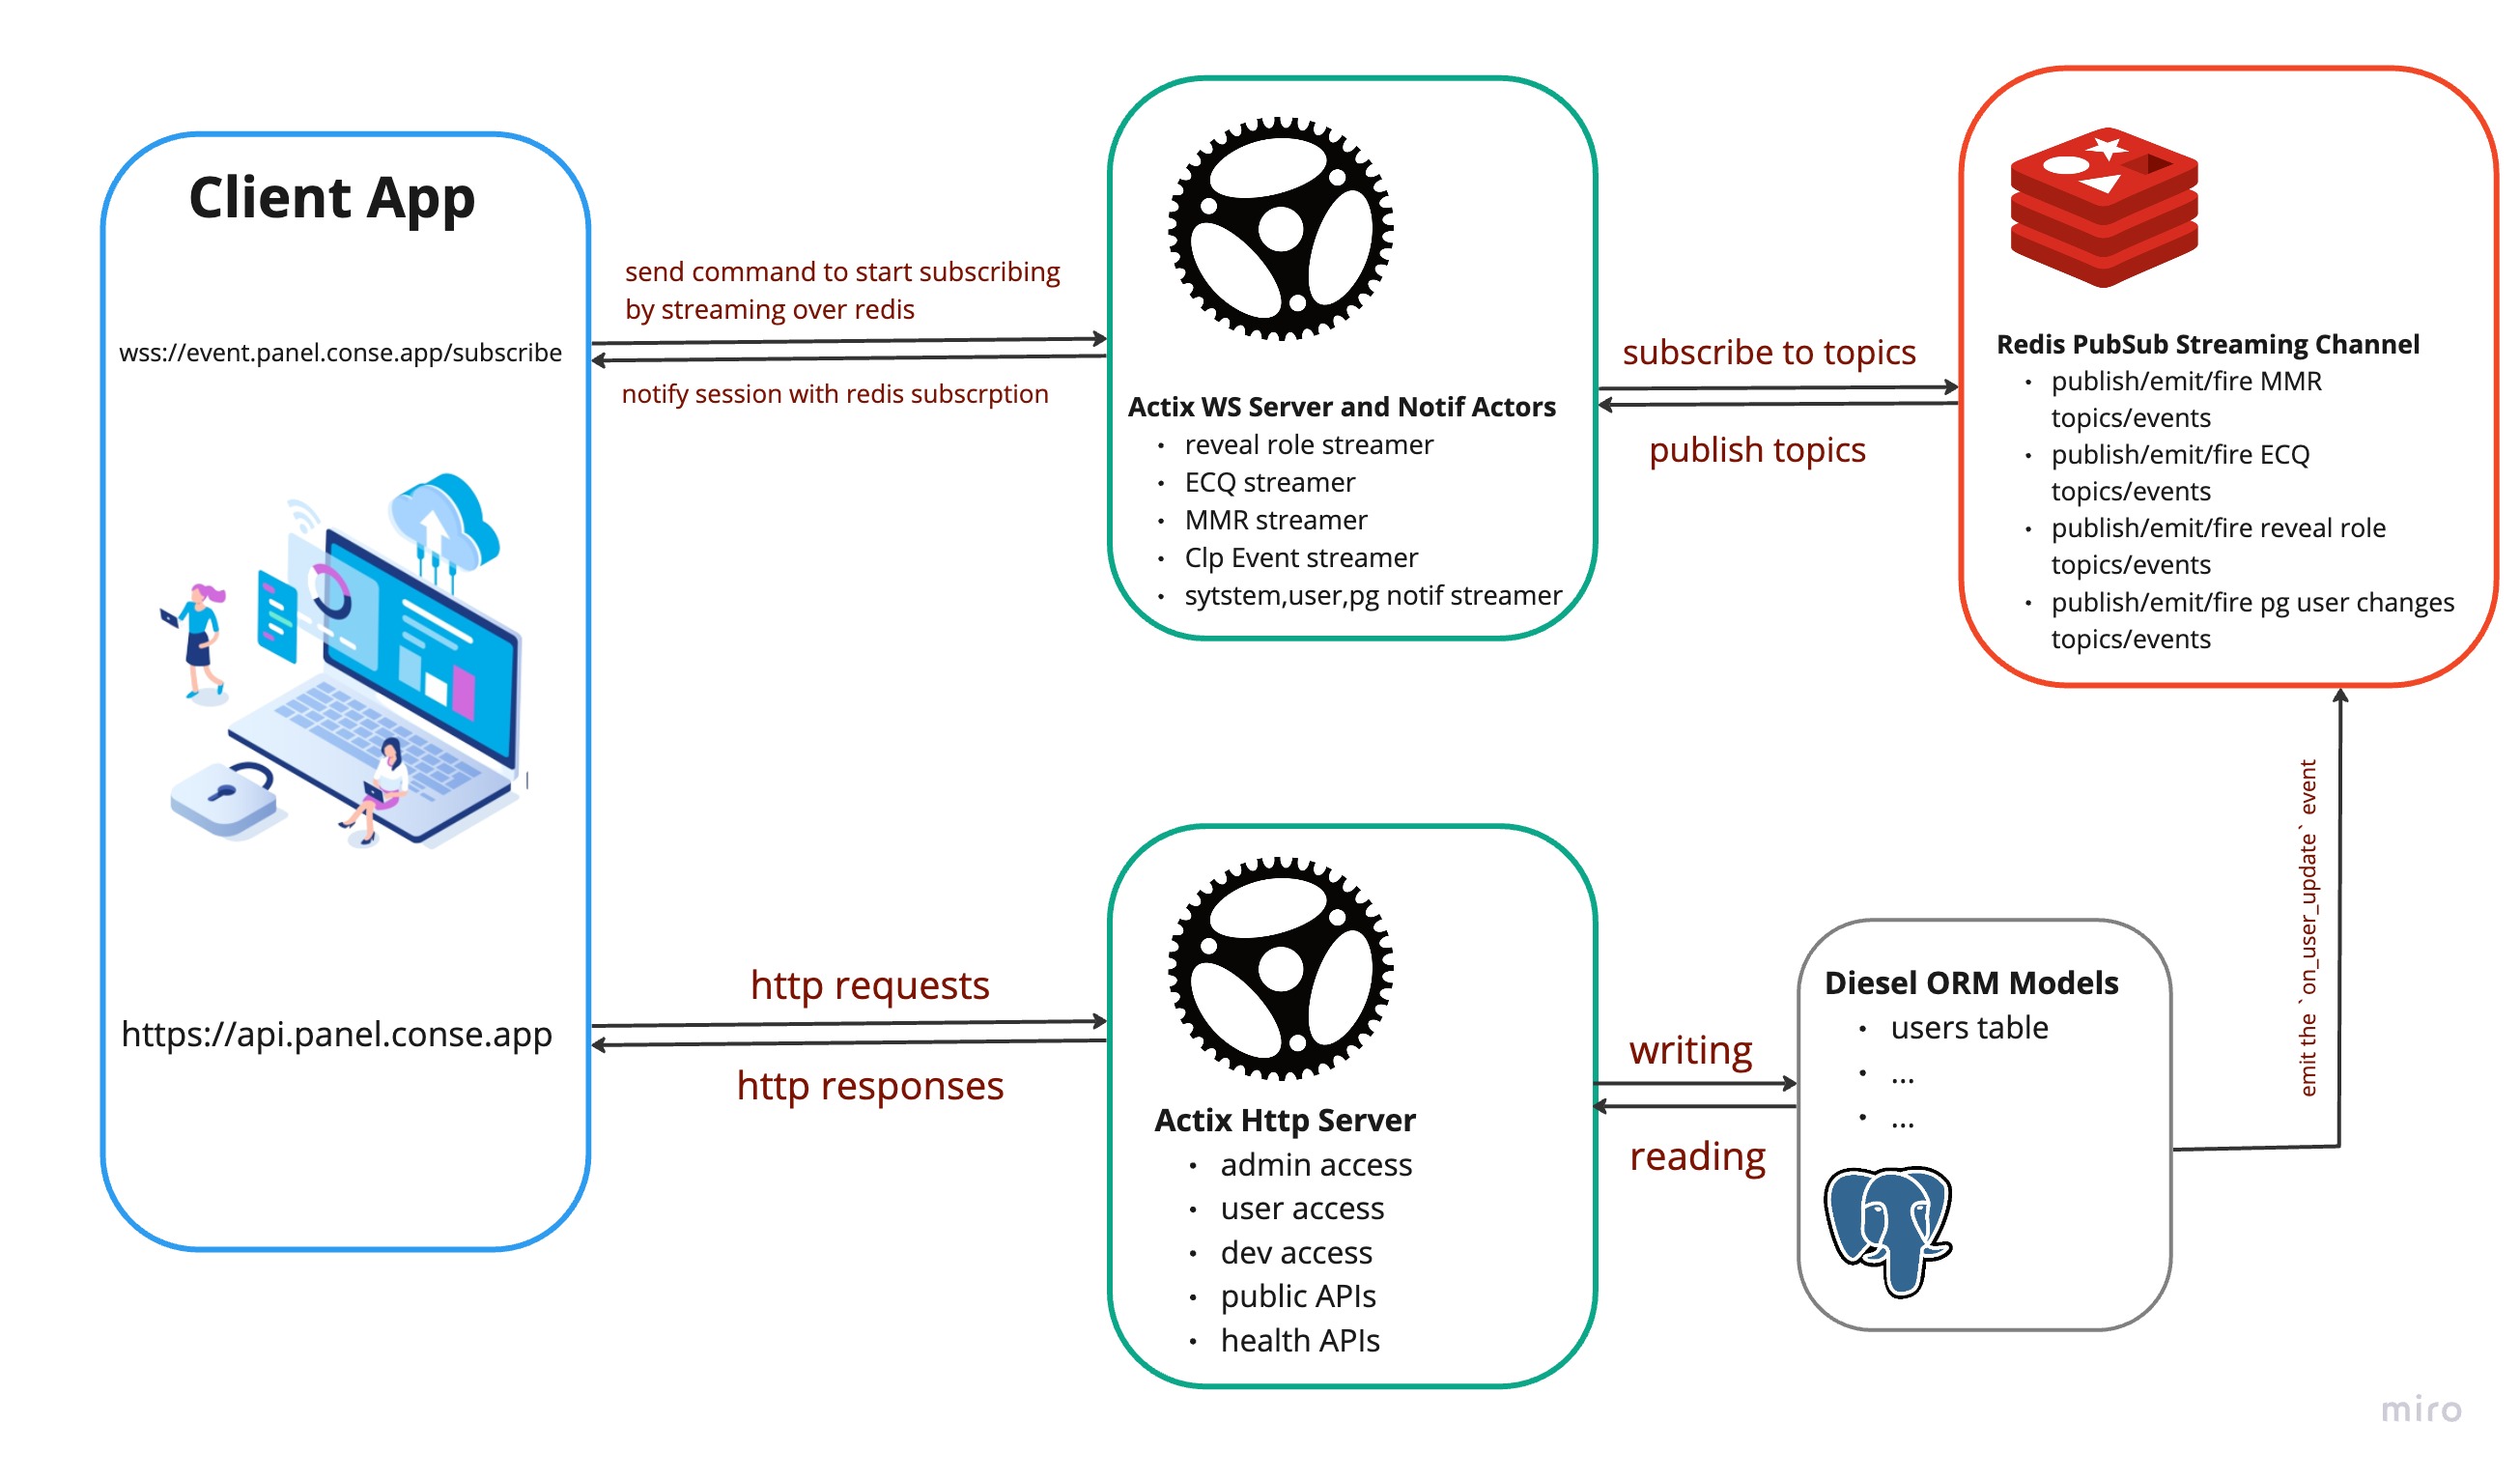 Client App
wss://event.panel.conse.app/subscribe
https://api.panel.conse.app
send command to start subscribing
by streaming over redis
notify session with redis subscrption
Actix WS Server and Notif Actors
· reveal role streamer
· ECQ streamer
· MMR streamer
· Clp Event streamer
· sytstem,user,pg notif streamer
subscribe to topics
publish topics
Redis PubSub Streaming Channel
· publish/emit/fire MMR
topics/events
· publish/emit/fire ECQ
topics/events
· publish/emit/fire reveal role
topics/events
· publish/emit/fire pg user changes
topics/events
http requests
http responses
Actix Http Server
· admin access
· user access
· dev access
· public APIs
· health APIs
writing
reading
Diesel ORM Models
· users table
· ...
· ...
emit the `on_user_update` event
miro